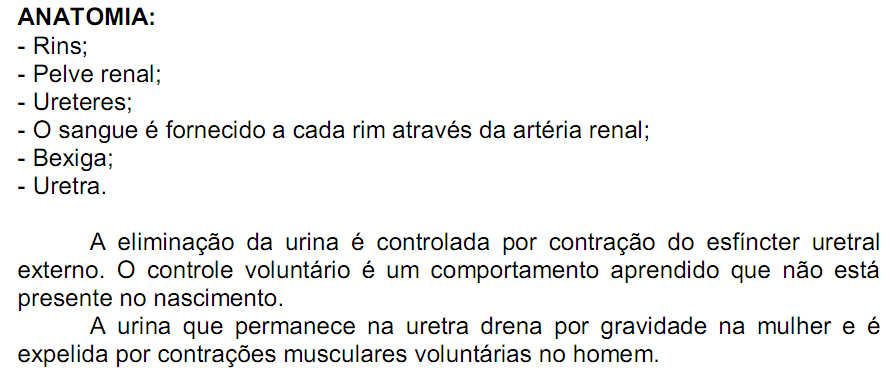 ANATOMIA:
- Rins;
- Pelve renal;
- Ureteres;
- O sangue é fornecido a cada rim através da artéria renal;
- Bexiga;
- Uretra.
A eliminação da urina é controlada por contração do esfíncter uretral
externo. O controle voluntário é um comportamento aprendido que não está
presente no nascimento.
A urina que permanece na uretra drena por gravidade na mulher e é
expelida por contrações musculares voluntárias no homem.